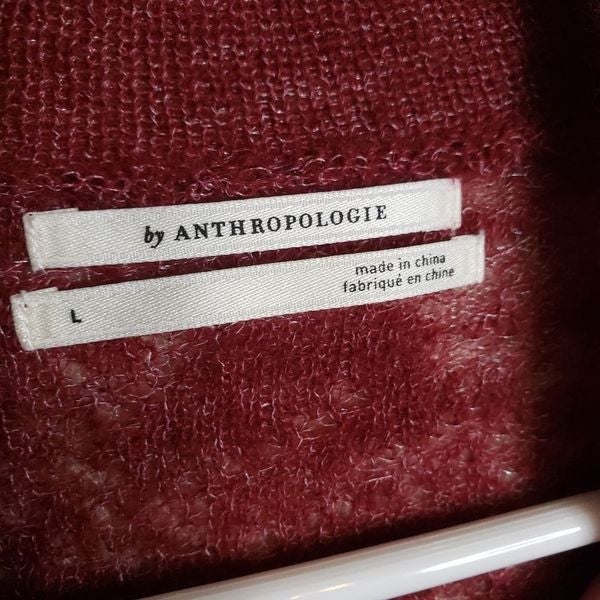 by ANTHROPOLOGIE
made in china
fabriqué en chine
L